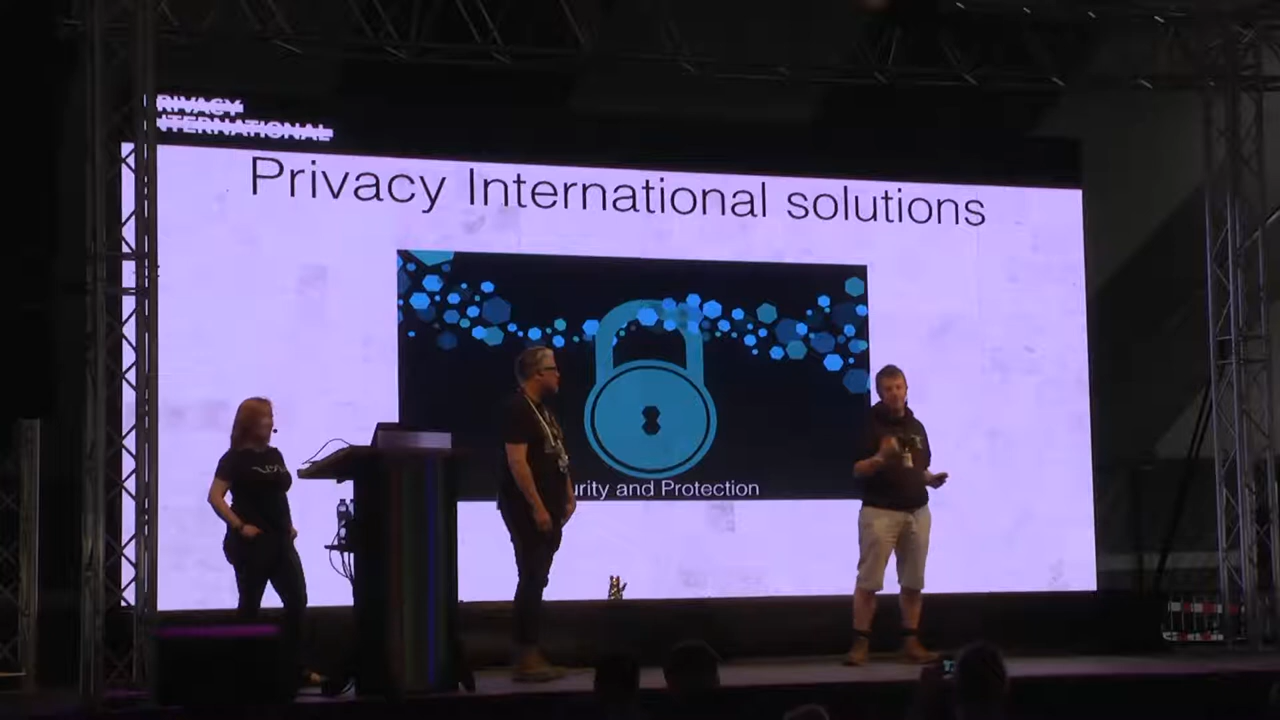 PRIVACY
INTERNATIONAL
Privacy International solutions
urity and Protection